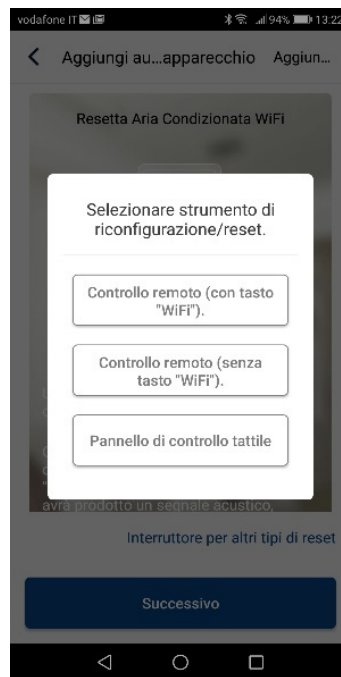 vodafone IT 94% 13:22
Aggiungi au...apparecchio Aggiun...
Resetta Aria Condizionata WiFi
Selezionare strumento di
riconfigurazione/reset.
Controllo remoto (con tasto
"WiFi").
Controllo remoto (senza
tasto "WiFi").
Pannello di controllo tattile
avrà prodotto un segnale acustico,
Interruttore per altri tipi di reset
Successivo